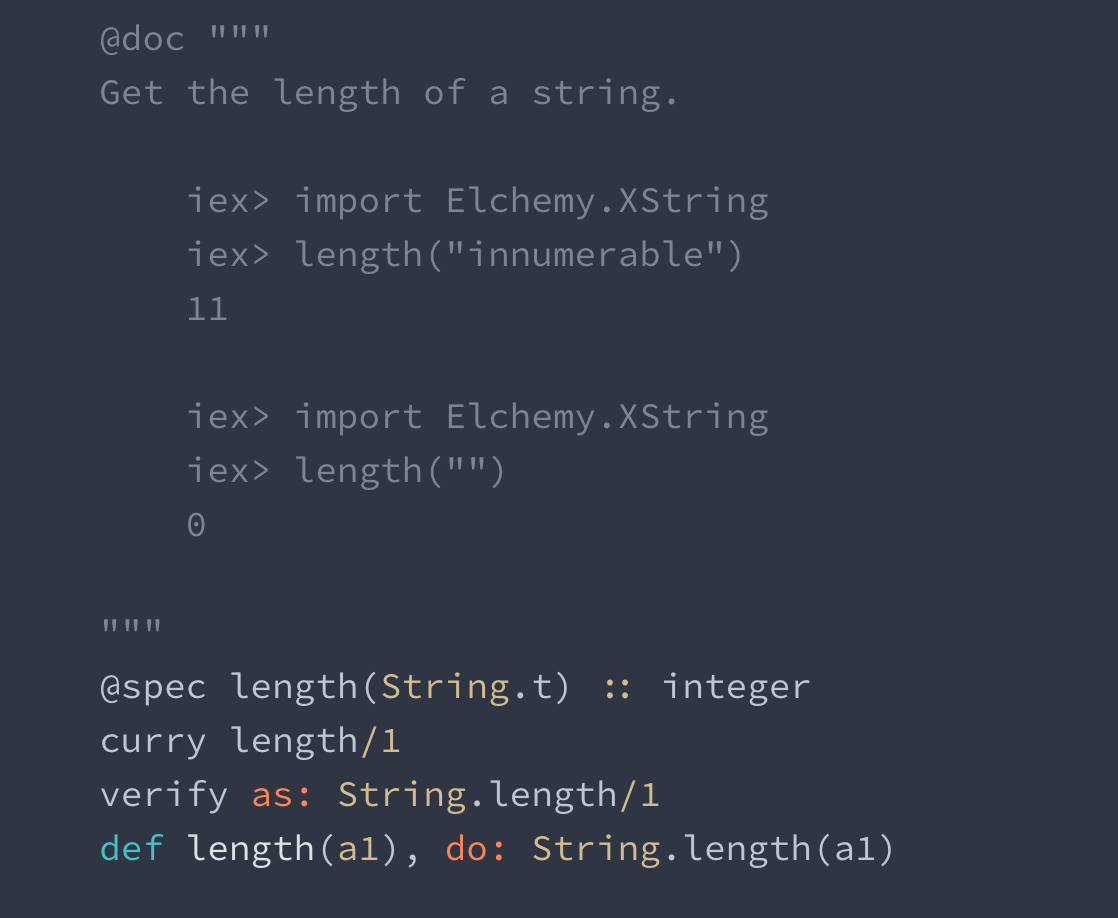 @doc """
Get the length of a string.
iex> import Elchemy.XString
iex> length("innumerable")
11
iex> import Elchemy.XString
iex> length("")
0
"""
@spec length(String.t) :: integer
curry length/1
verify as: String.length/1
def length(a1), do: String.length(a1)